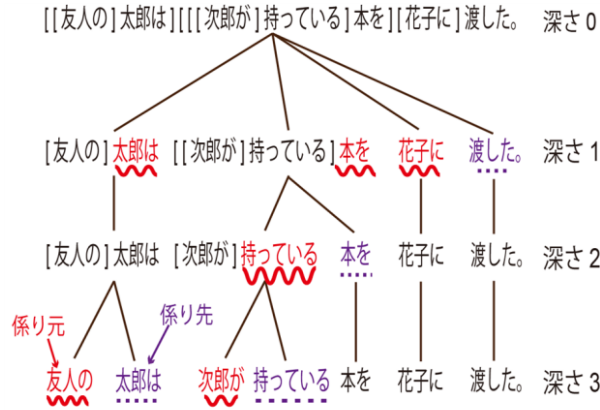 [[友人の]太郎は][[[次郎が]持っている]本を][花子に]渡した。 深さ0
[友人の]太郎は [[次郎が]持っている]本を 花子に 渡した。 深さ1
[友人の]太郎は [次郎が]持っている 本を 花子に 渡した。 深さ2
係り元 係り先
友人の 太郎は 次郎が 持っている 本を 花子に 渡した。 深さ3